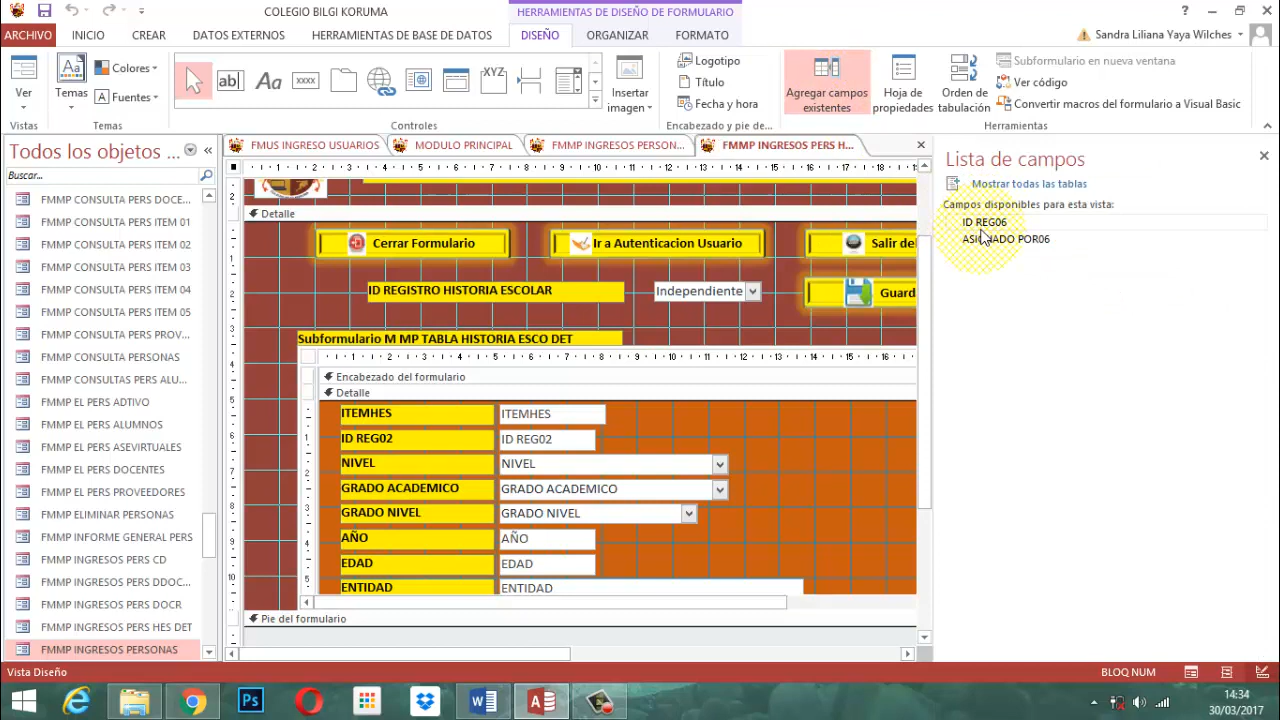 COLEGIO BILGI KORUMA
HERRAMIENTAS DE DISEÑO DE FORMULARIO
?
ARCHIVO INICIO CREAR DATOS EXTERNOS HERRAMIENTAS DE BASE DE DATOS DISEÑO ORGANIZAR FORMATO
Sandra Liliana Yaya Wilches
Ver
Vistas
Temas
Colores
Fuentes
Temas
ab|
Aa
xxxx
XYZ
Controles
Insertar
imagen
Logotipo
Título
Fecha y hora
Encabezado y pie de...
Agregar campos
existentes
Hoja de
propiedades
Orden de
tabulación
Subformulario en nueva ventana
Ver código
Convertir macros del formulario a Visual Basic
Herramientas
Todos los objetos ...
Buscar...
FMMP CONSULTA PERS DOCE...
FMMP CONSULTA PERS ITEM 01
FMMP CONSULTA PERS ITEM 02
FMMP CONSULTA PERS ITEM 03
FMMP CONSULTA PERS ITEM 04
FMMP CONSULTA PERS ITEM 05
FMMP CONSULTA PERS PROV...
FMMP CONSULTA PERSONAS
FMMP CONSULTAS PERS ALU...
FMMP EL PERS ADTIVO
FMMP EL PERS ALUMNOS
FMMP EL PERS ASEVIRTUALES
FMMP EL PERS DOCENTES
FMMP EL PERS PROVEEDORES
FMMP ELIMINAR PERSONAS
FMMP INFORME GENERAL PERS
FMMP INGRESOS PERS CD
FMMP INGRESOS PERS DDOC...
FMMP INGRESOS PERS DOCR
FMMP INGRESOS PERS HES DET
FMMP INGRESOS PERSONAS
FMUS INGRESO USUARIOS
MODULO PRINCIPAL
FMMP INGRESOS PERSON...
FMMP INGRESOS PERS H...
Detalle
Cerrar Formulario
Ir a Autenticacion Usuario
Salir del
ID REGISTRO HISTORIA ESCOLAR
Independiente
Guard
Subformulario M MP TABLA HISTORIA ESCO DET
Encabezado del formulario
Detalle
ITEMHES ITEMHES
ID REG02 ID REG02
NIVEL NIVEL
GRADO ACADEMICO GRADO ACADEMICO
GRADO NIVEL GRADO NIVEL
AÑO AÑO
EDAD EDAD
ENTIDAD ENTIDAD
Pie del formulario
Lista de campos
Mostrar todas las tablas
Campos disponibles para esta vista:
ID REG06
ASIGNADO POR06
Vista Diseño
BLOQ NUM
14:34
30/03/2017